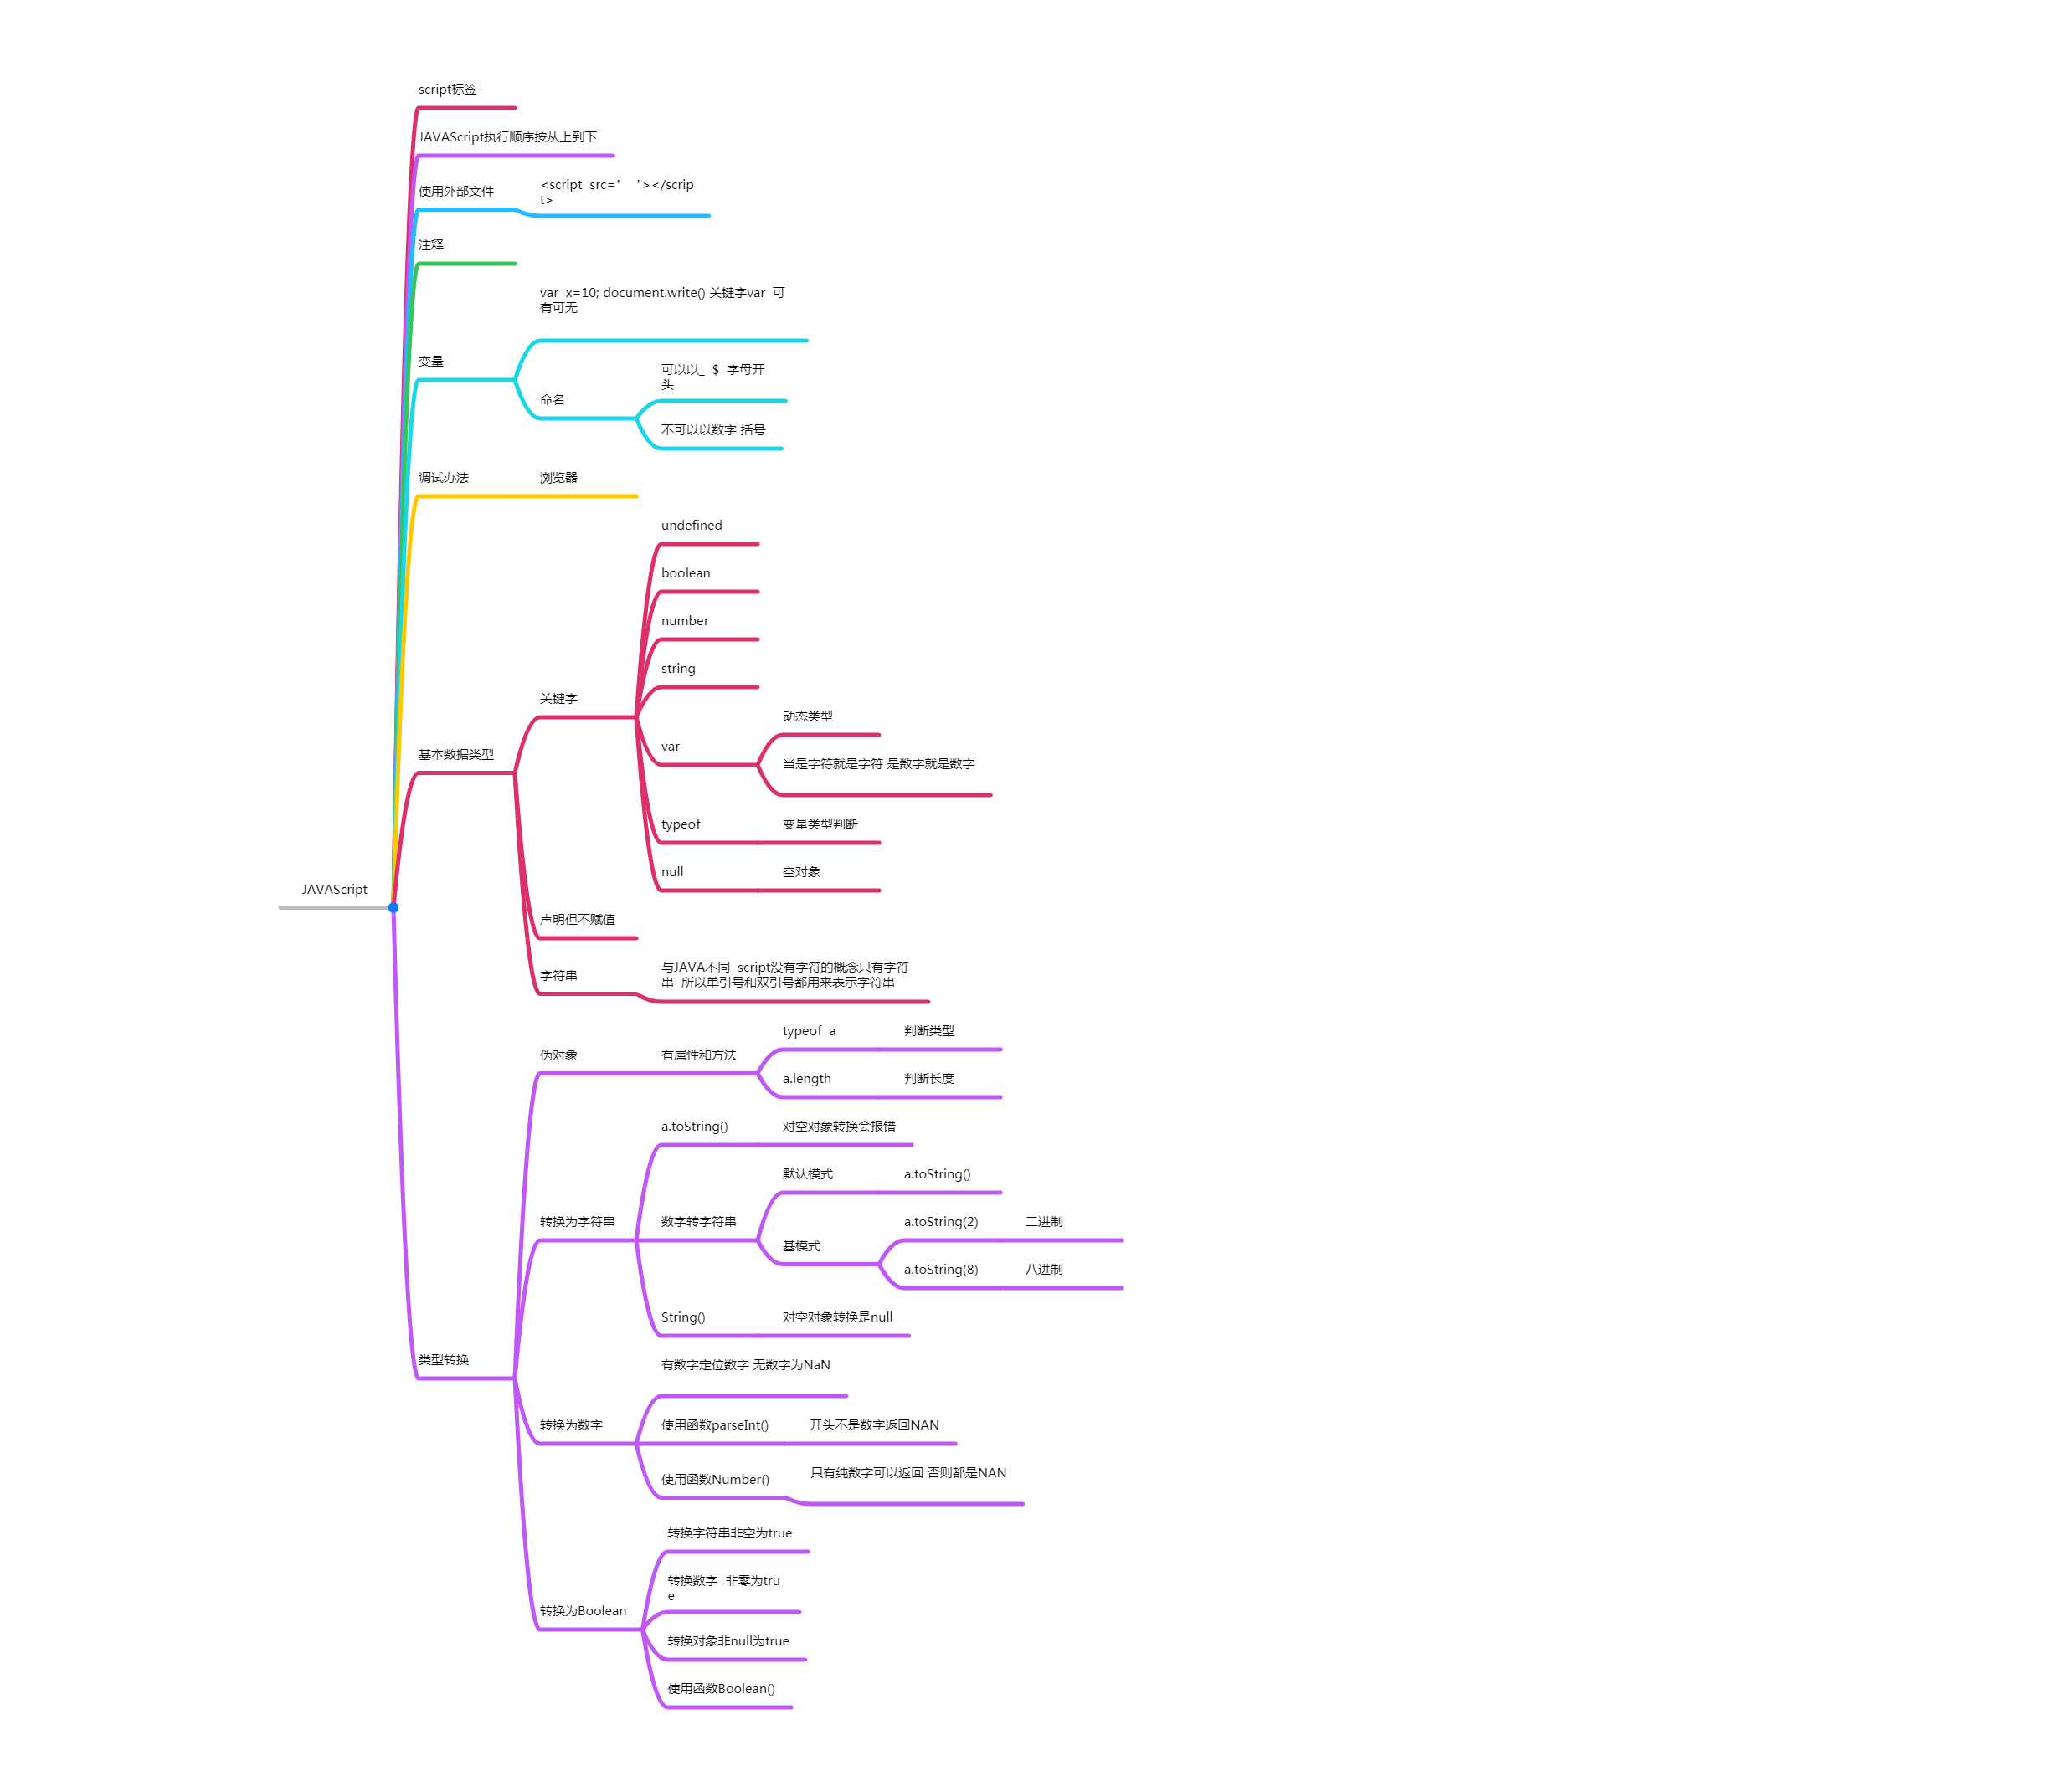 script标签
JAVAScript执行顺序按从上到下
使用外部文件
<script  src="    "></scrip
t>
注释
var  x=10; document.write() 关键字var  可
有可无
变量
可以以_  $  字母开
头
命名
不可以以数字 括号
调试办法
浏览器
undefined
boolean
number
string
关键字
动态类型
var
当是字符就是字符 是数字就是数字
基本数据类型
typeof
变量类型判断
null
空对象
JAVAScript
声明但不赋值
字符串
与JAVA不同  script没有字符的概念只有字符
串  所以单引号和双引号都用来表示字符串
伪对象
有属性和方法
typeof  a
判断类型
a.length
判断长度
a.toString()
对空对象转换会报错
默认模式
a.toString()
转换为字符串
数字转字符串
基模式
a.toString(2)
二进制
a.toString(8)
八进制
String()
对空对象转换是null
类型转换
有数字定位数字 无数字为NaN
转换为数字
使用函数parseInt()
开头不是数字返回NAN
使用函数Number()
只有纯数字可以返回 否则都是NAN
转换字符串非空为true
转换数字  非零为tru
e
转换为Boolean
转换对象非null为true
使用函数Boolean()